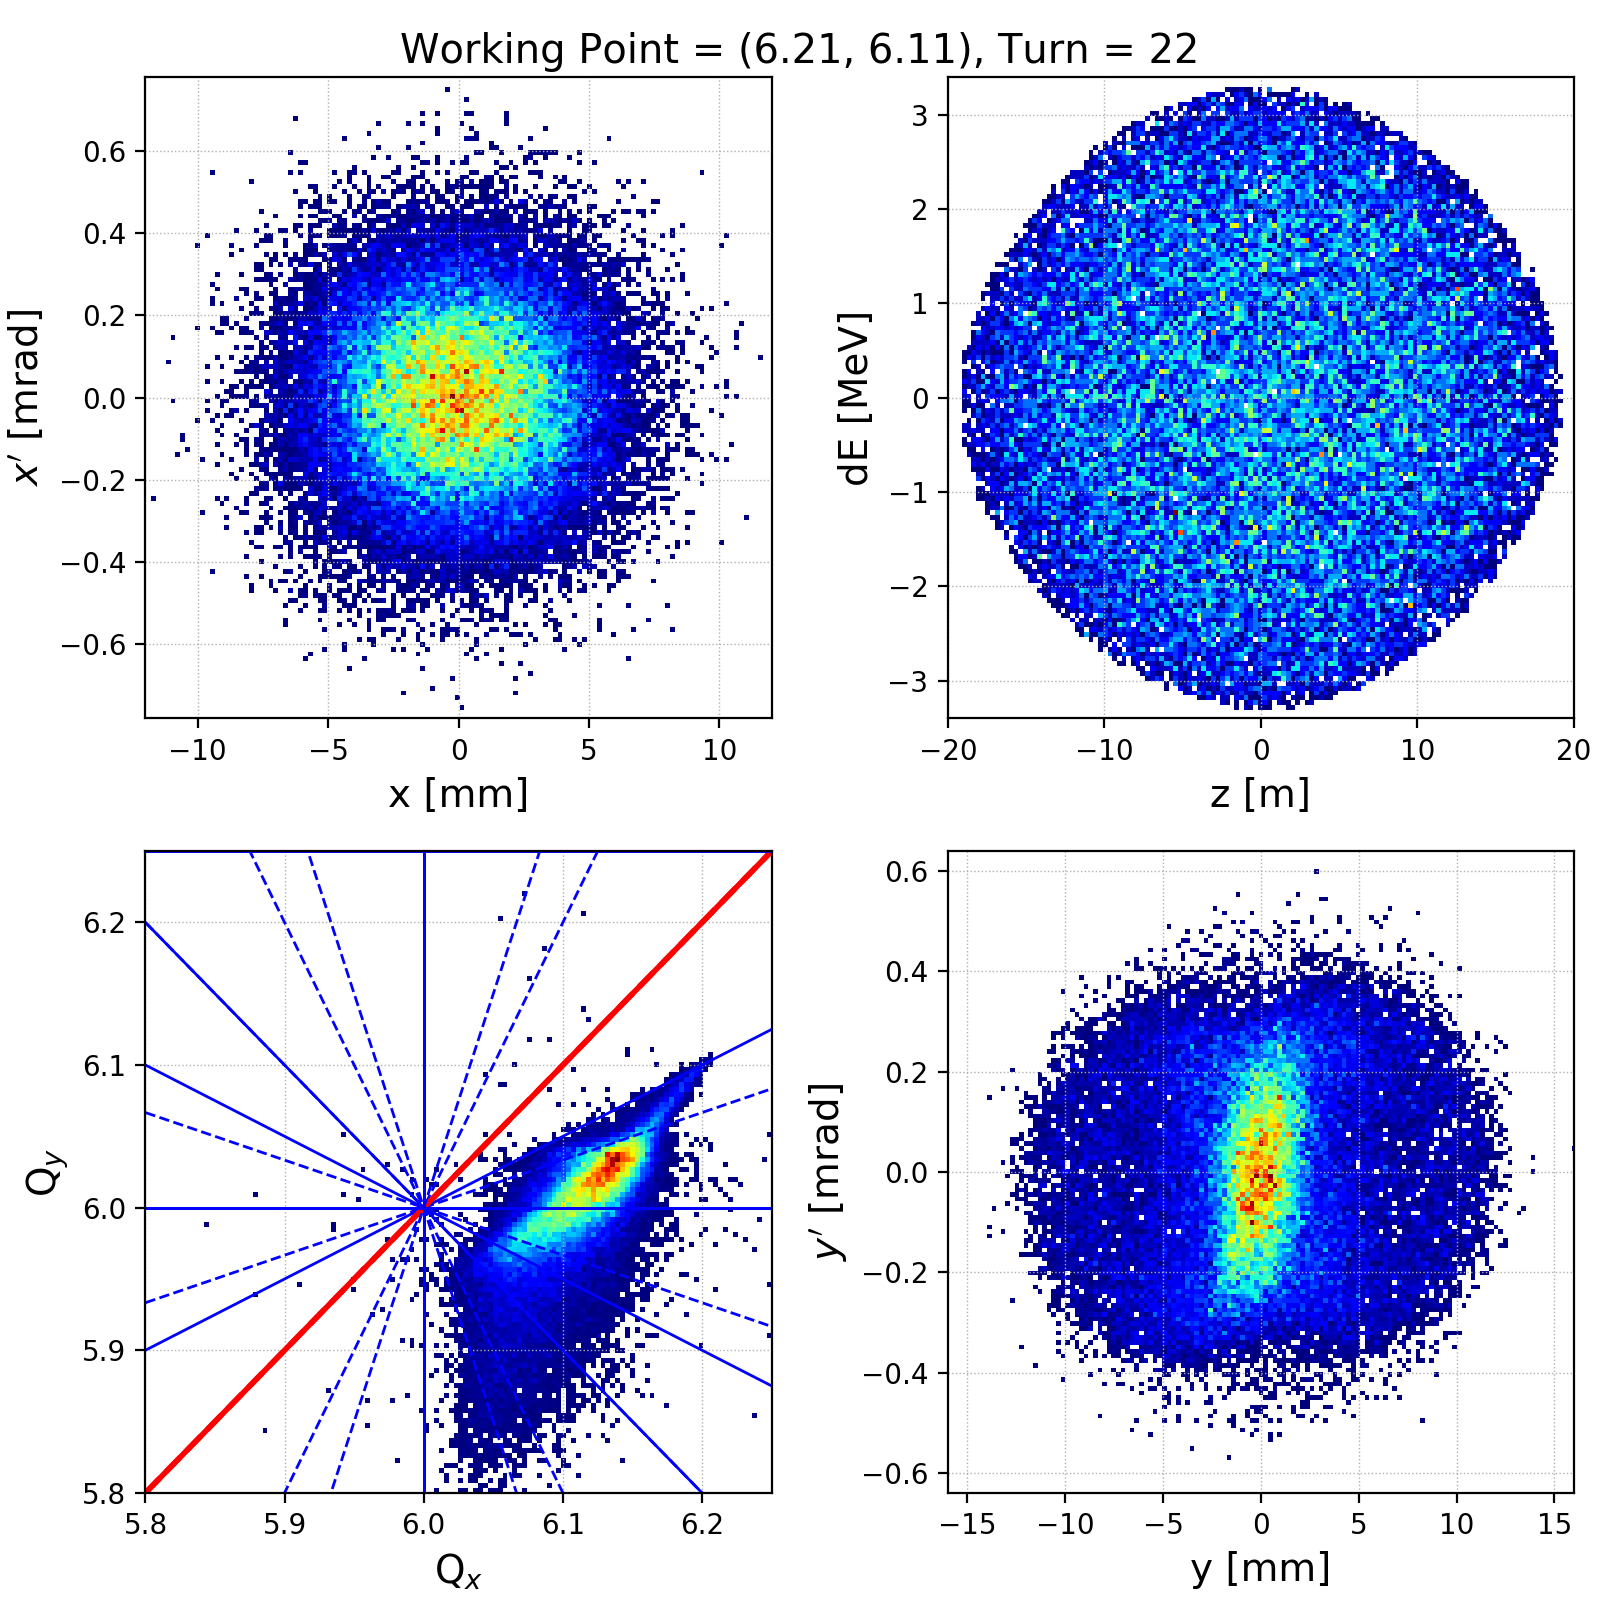 Working Point = (6.21, 6.11), Turn = 22
0.6
0.4
0.2
0.0
−0.2
−0.4
−0.6
x′ [mrad]
−10 −5 0 5 10
x [mm]
3
2
1
0
−1
−2
−3
dE [MeV]
−20 −10 0 10 20
z [m]
6.2
6.1
6.0
5.9
5.8
Qy
5.8 5.9 6.0 6.1 6.2
Qx
0.6
0.4
0.2
0.0
−0.2
−0.4
−0.6
y′ [mrad]
−15 −10 −5 0 5 10 15
y [mm]